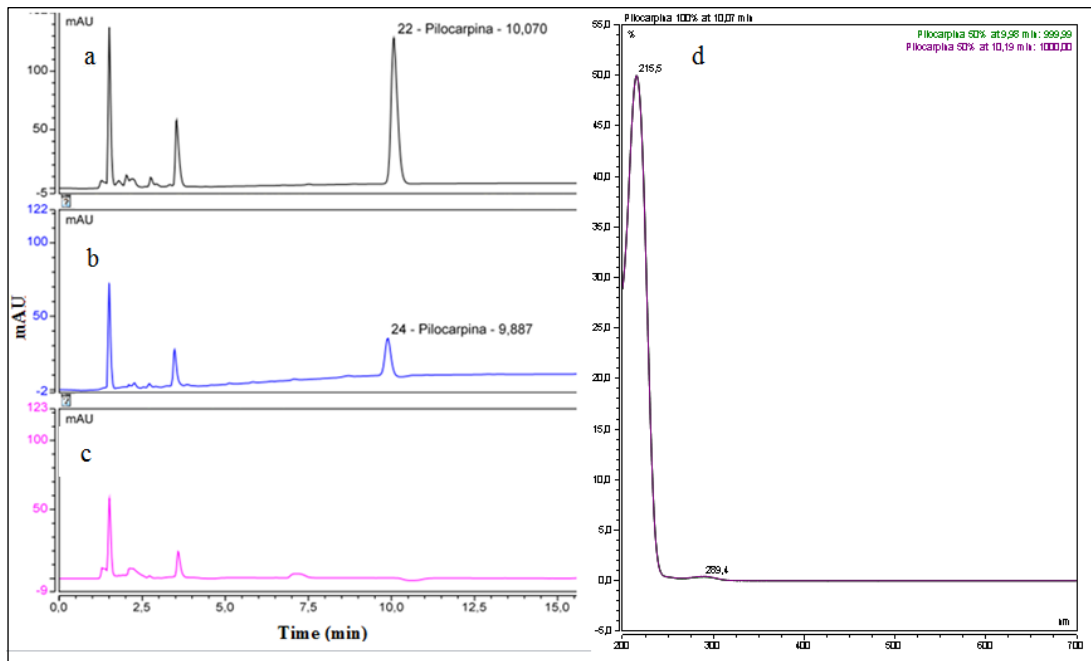 mAU
a
22 - Pilocarpina - 10,070
100
50
-5
122
mAU
100
b
50
24 - Pilocarpina - 9,887
-2
123
mAU
100
c
50
-9
mAU
0,0 2,5 5,0 7,5 10,0 12,5 15,0
Time (min)
Pilocarpina 100% at 10,07 min
55,0
%
Pilocarpina 50% at 9,98 min: 999,99
Pilocarpina 50% at 10,19 min: 1000,00
d
215,5
50,0
45,0
40,0
35,0
30,0
25,0
20,0
15,0
10,0
5,0
289,4
0,0
-5,0
nm
200 300 400 500 600 700